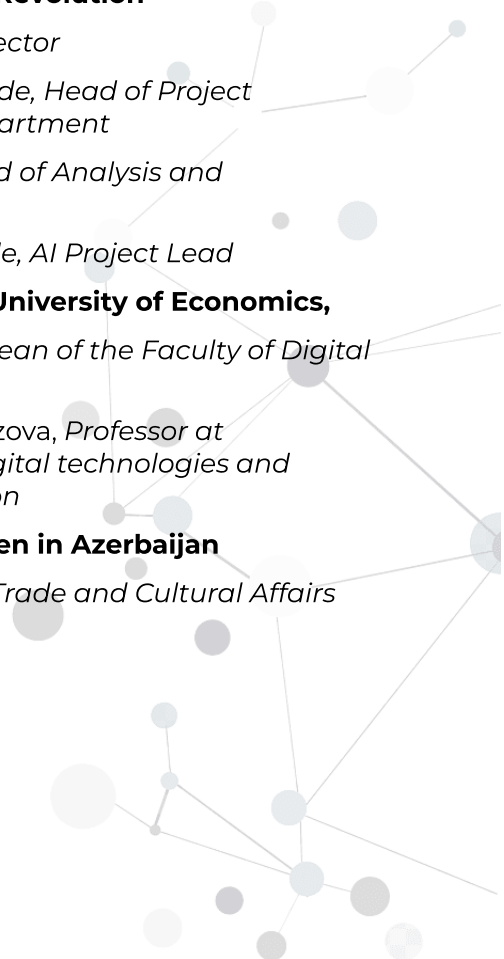 Revolution
ector
de, Head of Project
artment
d of Analysis and
le, AI Project Lead
University of Economics,
ean of the Faculty of Digital
zova, Professor at
gital technologies and
on
en in Azerbaijan
Trade and Cultural Affairs